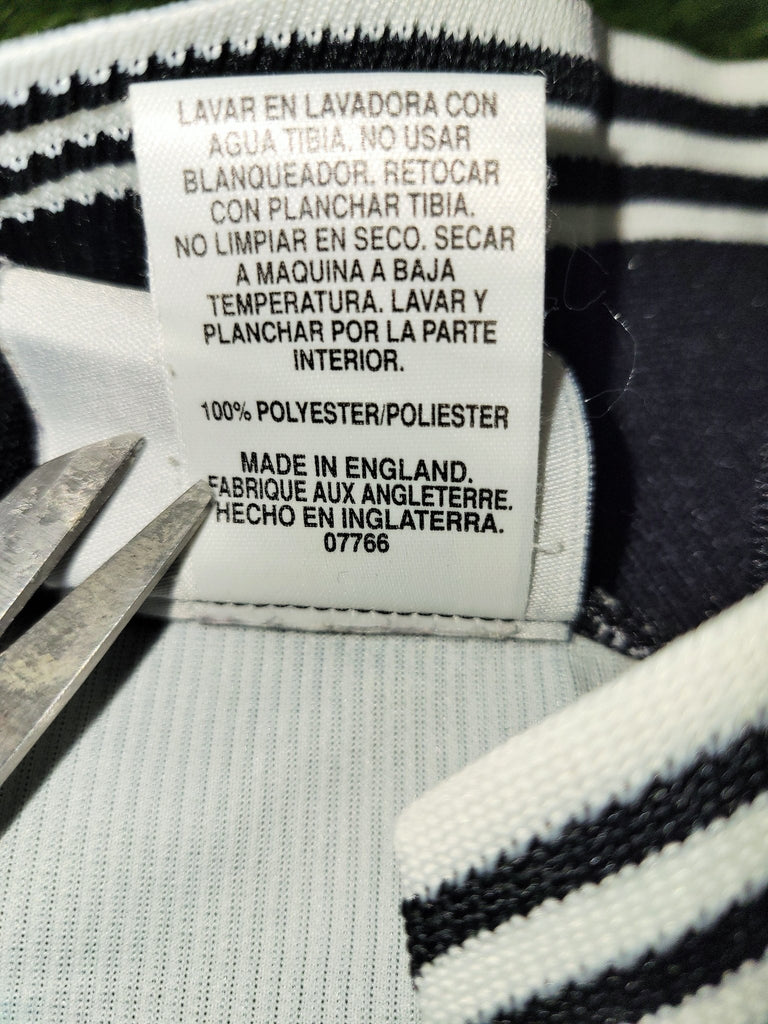 LAVAR EN LAVADORA CON
AGUA TIBIA. NO USAR
BLANQUEADOR. RETOCAR
CON PLANCHAR TIBIA.
NO LIMPIAR EN SECO. SECAR
A MAQUINA A BAJA
TEMPERATURA. LAVAR Y
PLANCHAR POR LA PARTE
INTERIOR.
100% POLYESTER/POLIESTER
MADE IN ENGLAND.
FABRIQUE AUX ANGLETERRE.
HECHO EN INGLATERRA.
07766